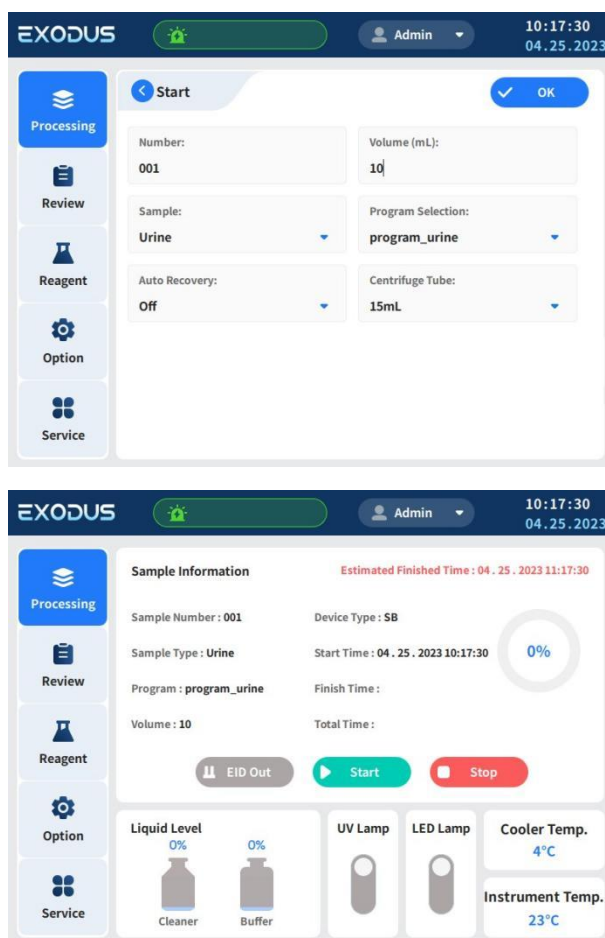 EXODUS
Admin
10:17:30
04.25.2023
Processing
Review
Reagent
Option
Service
Start
OK
Number:
001
Volume (mL):
10
Sample:
Urine
Program Selection:
program_urine
Auto Recovery:
Off
Centrifuge Tube:
15mL
EXODUS
Admin
10:17:30
04.25.2023
Processing
Review
Reagent
Option
Service
Sample Information
Estimated Finished Time : 04 . 25 . 2023 11:17:30
Sample Number : 001
Device Type : SB
Sample Type : Urine
Start Time : 04 . 25 . 2023 10:17:30
0%
Program : program_urine
Finish Time :
Volume : 10
Total Time :
EID Out
Start
Stop
Liquid Level
0%
0%
Cleaner
Buffer
UV Lamp
LED Lamp
Cooler Temp.
4°C
Instrument Temp.
23°C